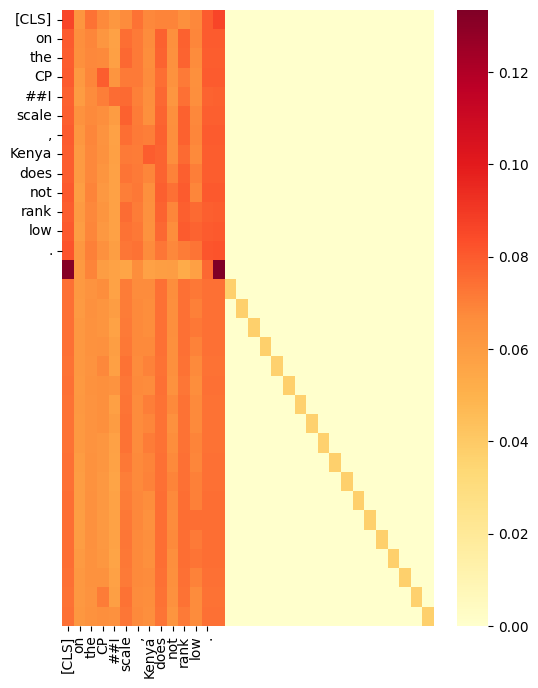 [CLS]
on
the
CP
##I
scale
,
Kenya
does
not
rank
low
.
0.12
0.10
0.08
0.06
0.04
0.02
0.00
[CLS]
on
the
CP
##I
scale
,
Kenya
does
not
rank
low
.